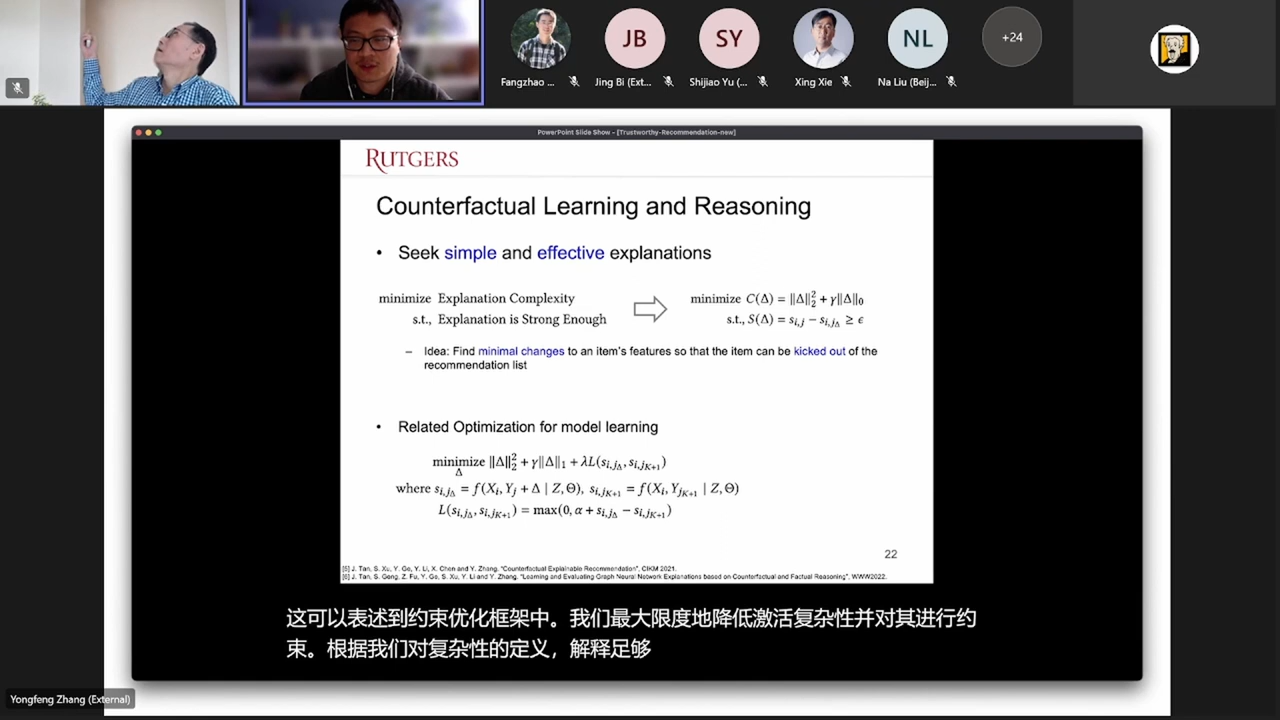 Fangzhao ...
JB
Jing Bi (Ext...
SY
Shijiao Yu (...
Xing Xie
NL
Na Liu (Beij...
+24
PowerPoint Slide Show - [Trustworthy-Recommendation-new]
RUTGERS
Counterfactual Learning and Reasoning
• Seek simple and effective explanations
minimize Explanation Complexity
s.t., Explanation is Strong Enough
minimize C(Δ) = ||Δ||₂² + γ||Δ||₀
s.t., S(Δ) = s_{i,j} − s_{i,j_Δ} ≥ ϵ
– Idea: Find minimal changes to an item's features so that the item can be kicked out of the
recommendation list
• Related Optimization for model learning
minimize ||Δ||₂² + γ||Δ||₁ + λL(s_{i,j_Δ}, s_{i,j_{K+1}})
Δ
where s_{i,j_Δ} = f(X_i, Y_j + Δ | Z, Θ), s_{i,j_{K+1}} = f(X_i, Y_{j_{K+1}} | Z, Θ)
L(s_{i,j_Δ}, s_{i,j_{K+1}}) = max(0, α + s_{i,j_Δ} − s_{i,j_{K+1}})
22
[5] J. Tan, S. Xu, Y. Ge, Y. Li, X. Chen and Y. Zhang. "Counterfactual Explainable Recommendation", CIKM 2021.
[6] J. Tan, S. Geng, Z. Fu, Y. Ge, S. Xu, Y. Li and Y. Zhang. "Learning and Evaluating Graph Neural Network Explanations based on Counterfactual and Factual Reasoning", WWW2022.
这可以表述到约束优化框架中。我们最大限度地降低激活复杂性并对其进行约
束。根据我们对复杂性的定义，解释足够
Yongfeng Zhang (External)